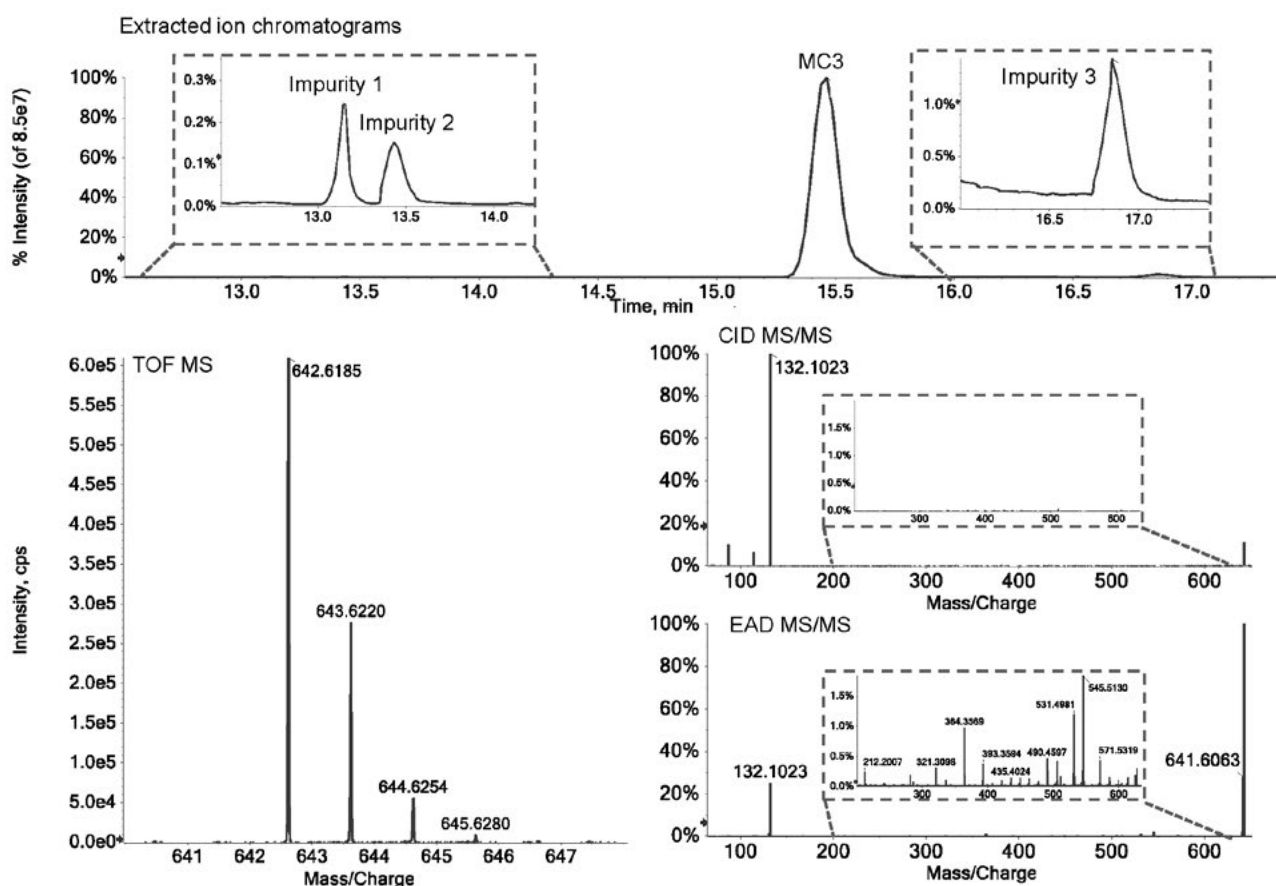 Extracted ion chromatograms
% Intensity (of 8.5e7)
100%
80%
60%
40%
20%
0%
0.3%
0.2%
0.1%
0.0%
Impurity 1
Impurity 2
13.0 13.5 14.0
MC3
Impurity 3
1.0%
0.5%
0.0%
16.5 17.0
13.0 13.5 14.0 14.5 15.0 15.5 16.0 16.5 17.0
Time, min
TOF MS
Intensity, cps
6.0e5
5.5e5
5.0e5
4.5e5
4.0e5
3.5e5
3.0e5
2.5e5
2.0e5
1.5e5
1.0e5
5.0e4
0.0e0
642.6185
643.6220
644.6254
645.6280
641 642 643 644 645 646 647
Mass/Charge
CID MS/MS
100%
80%
60%
40%
20%
0%
132.1023
1.5%
1.0%
0.5%
0.0%
300 400 500 600
100 200 300 400 500 600
Mass/Charge
EAD MS/MS
100%
80%
60%
40%
20%
0%
132.1023
641.6063
1.5%
1.0%
0.5%
0.0%
212.2007
321.3096
364.3569
393.3594
435.4024
490.4597
531.4981
545.5130
571.5319
300 400 500 600
100 200 300 400 500 600
Mass/Charge